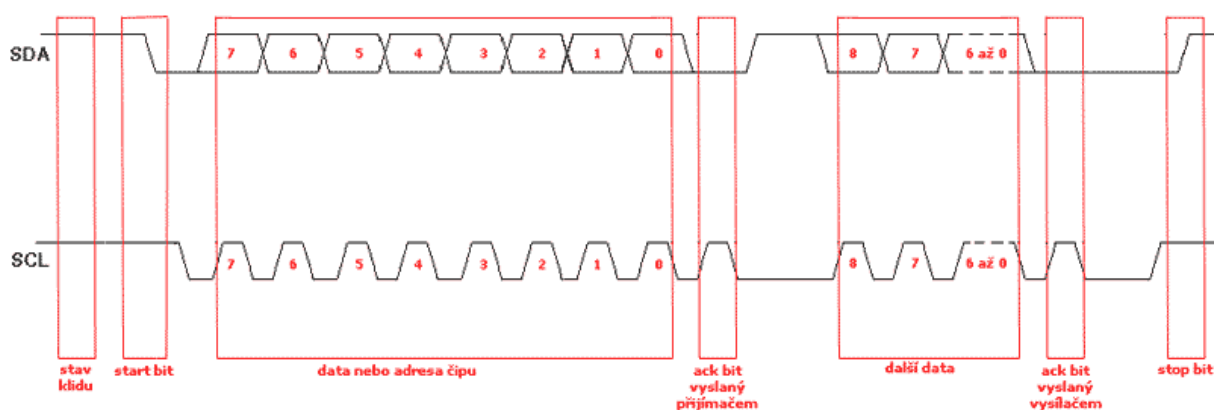 SDA
7 6 5 4 3 2 1 0 8 7 6 až 0
SCL
7 6 5 4 3 2 1 0 8 7 6 až 0
stav klidu
start bit
data nebo adresa čipu
ack bit
vyslaný
přijímačem
další data
ack bit
vyslaný
vysílačem
stop bit